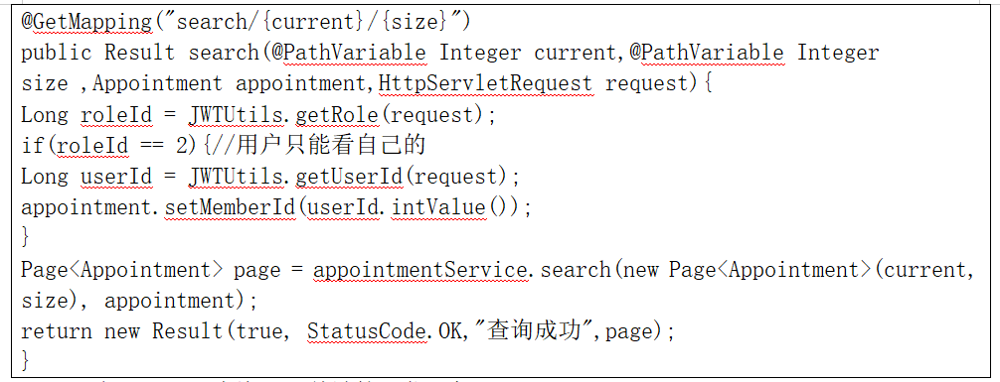 @GetMapping("search/{current}/{size}")
public Result search(@PathVariable Integer current,@PathVariable Integer
size ,Appointment appointment,HttpServletRequest request){
Long roleId = JWTUtils.getRole(request);
if(roleId == 2){//用户只能看自己的
Long userId = JWTUtils.getUserId(request);
appointment.setMemberId(userId.intValue());
}
Page<Appointment> page = appointmentService.search(new Page<Appointment>(current,
size), appointment);
return new Result(true, StatusCode.OK,"查询成功",page);
}